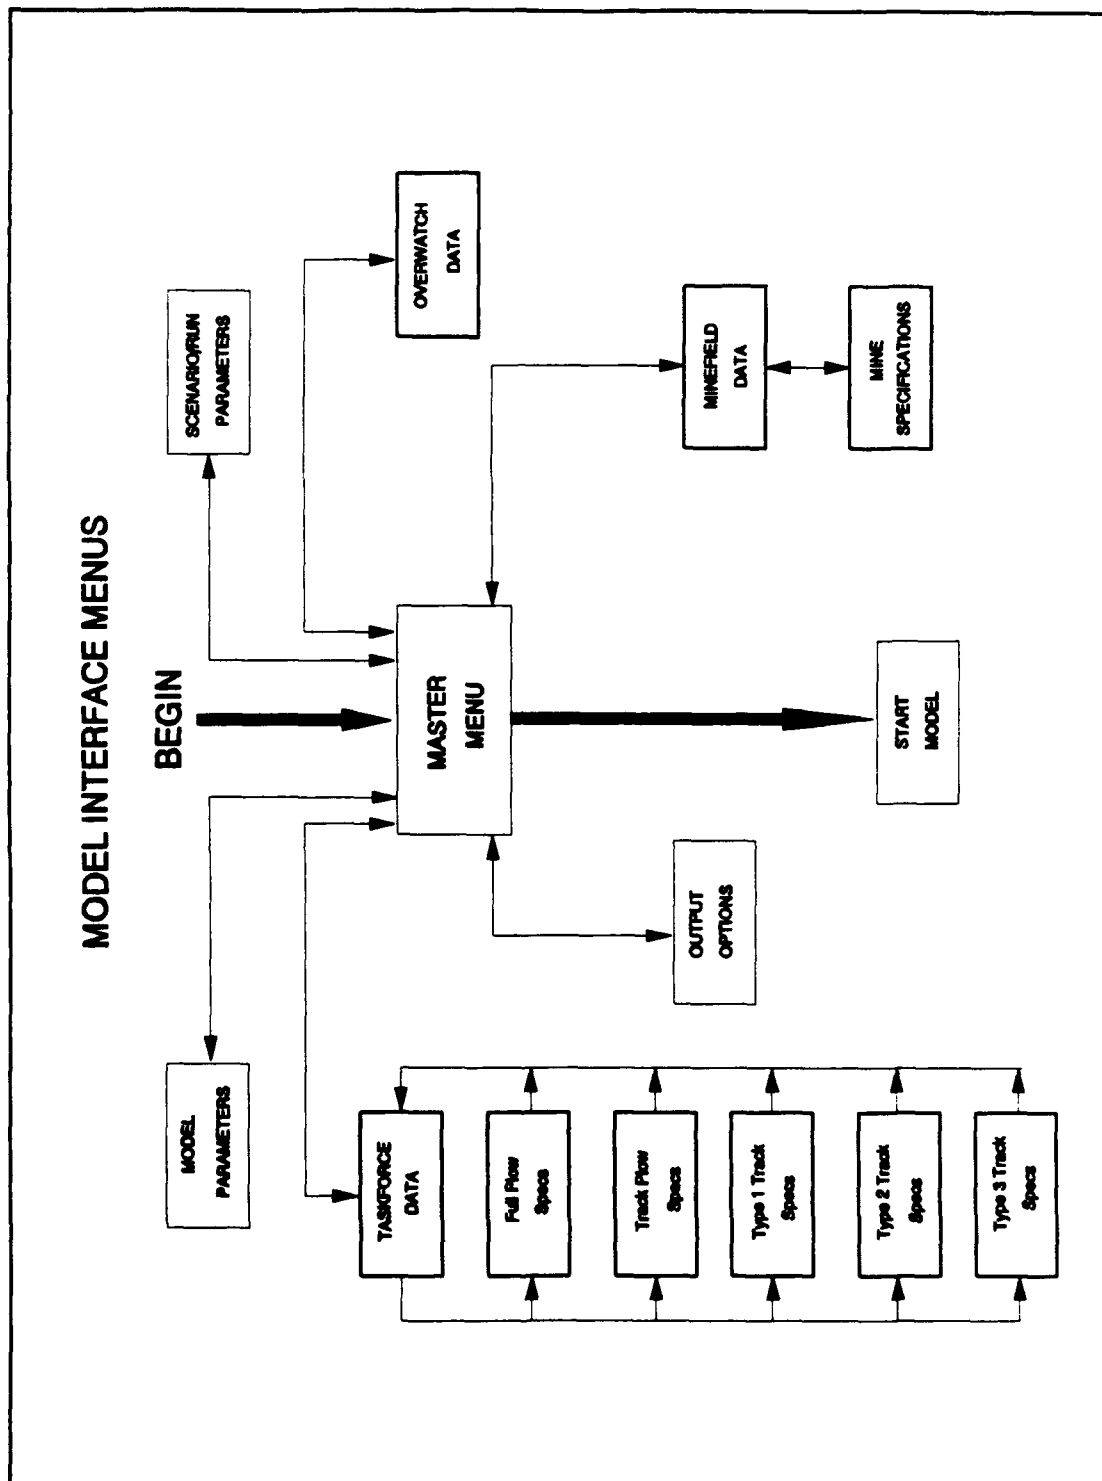 MODEL INTERFACE MENUS
BEGIN
MODEL
PARAMETERS
SCENARIO/RUN
PARAMETERS
TASKFORCE
DATA
MASTER
MENU
OVERWATCH
DATA
Full Plow
Specs
Track Plow
Specs
Type 1 Track
Specs
Type 2 Track
Specs
Type 3 Track
Specs
OUTPUT
OPTIONS
START
MODEL
MINEFIELD
DATA
MINE
SPECIFICATIONS